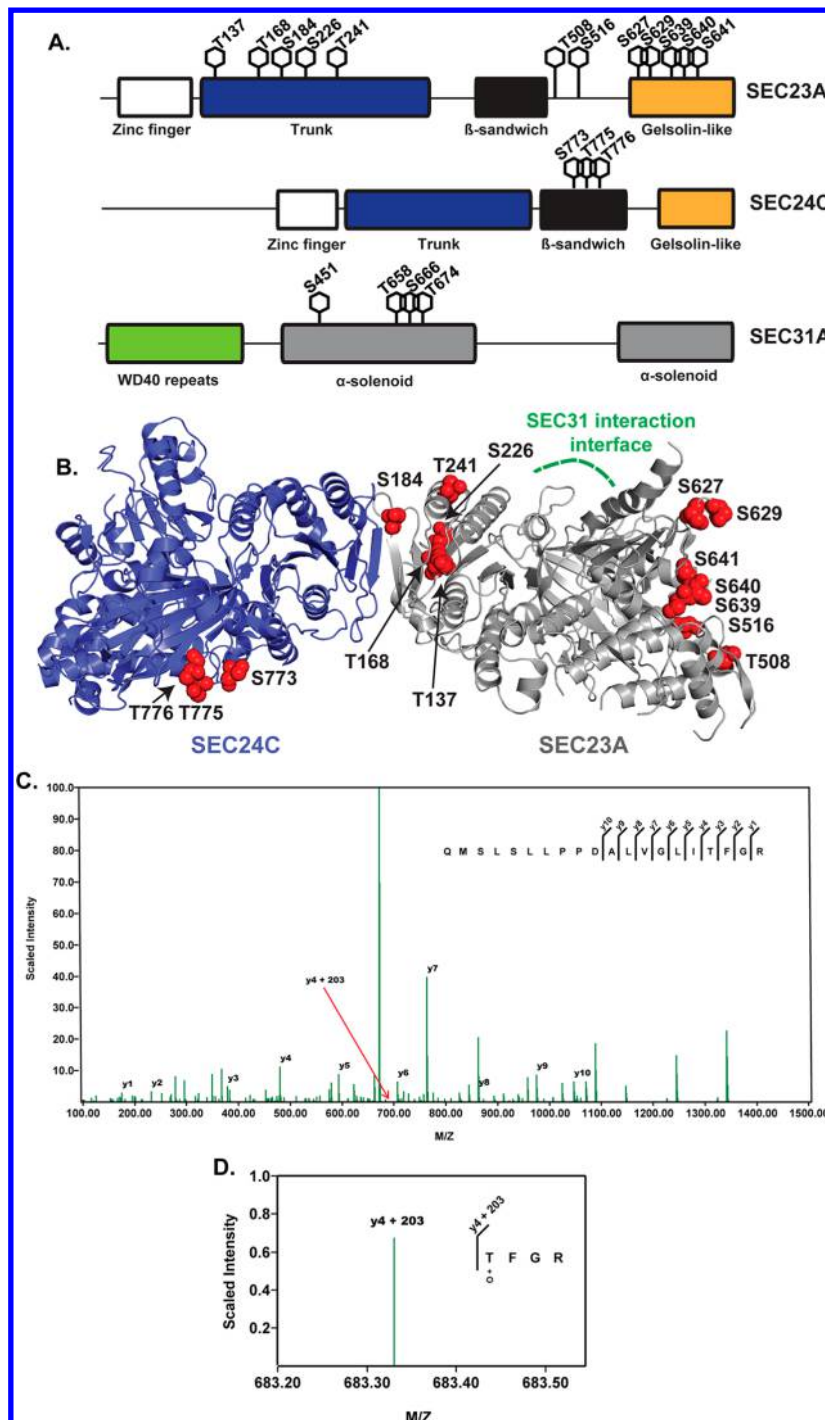 A.
T137
T168
S184
S226
T241
T508
S516
S627
S629
S639
S640
S641
SEC23A
Zinc finger
Trunk
ß-sandwich
Gelsolin-like
S773
T775
T776
SEC24C
Zinc finger
Trunk
ß-sandwich
Gelsolin-like
S451
T658
S666
T674
SEC31A
WD40 repeats
α-solenoid
α-solenoid
SEC31 interaction
interface
B.
S184
T241
S226
S627
S629
S641
S640
S639
S516
T508
T168
T137
S773
T776 T775
SEC24C
SEC23A
C.
Scaled Intensity
100.0
90.0
80.0
70.0
60.0
50.0
40.0
30.0
20.0
10.0
y10 y9 y8 y7 y6 y5 y4 y3 y2 y1
Q M S L S L L P P D A L V G L I T F G R
y4 + 203
y1
y2
y3
y4
y5
y6
y7
y8
y9
y10
100.00 200.00 300.00 400.00 500.00 600.00 700.00 800.00 900.00 1000.00 1100.00 1200.00 1300.00 1400.00 1500.00
M/Z
D.
Scaled Intensity
1.0
0.8
0.6
0.4
0.2
y4 + 203
y4 + 203
T F G R
+
O
683.20 683.30 683.40 683.50
M/Z